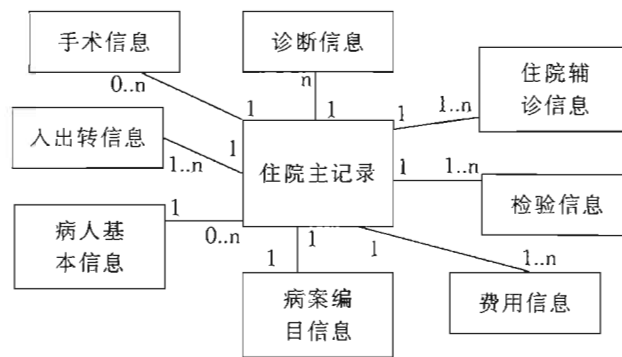 手术信息
诊断信息
住院辅
诊信息
0..n
n
1..n
1
1
1
入出转信息
1
住院主记录
1..n
1
1..n
检验信息
病人基
本信息
1
0..n
1
1
1
1..n
病案编
目信息
费用信息